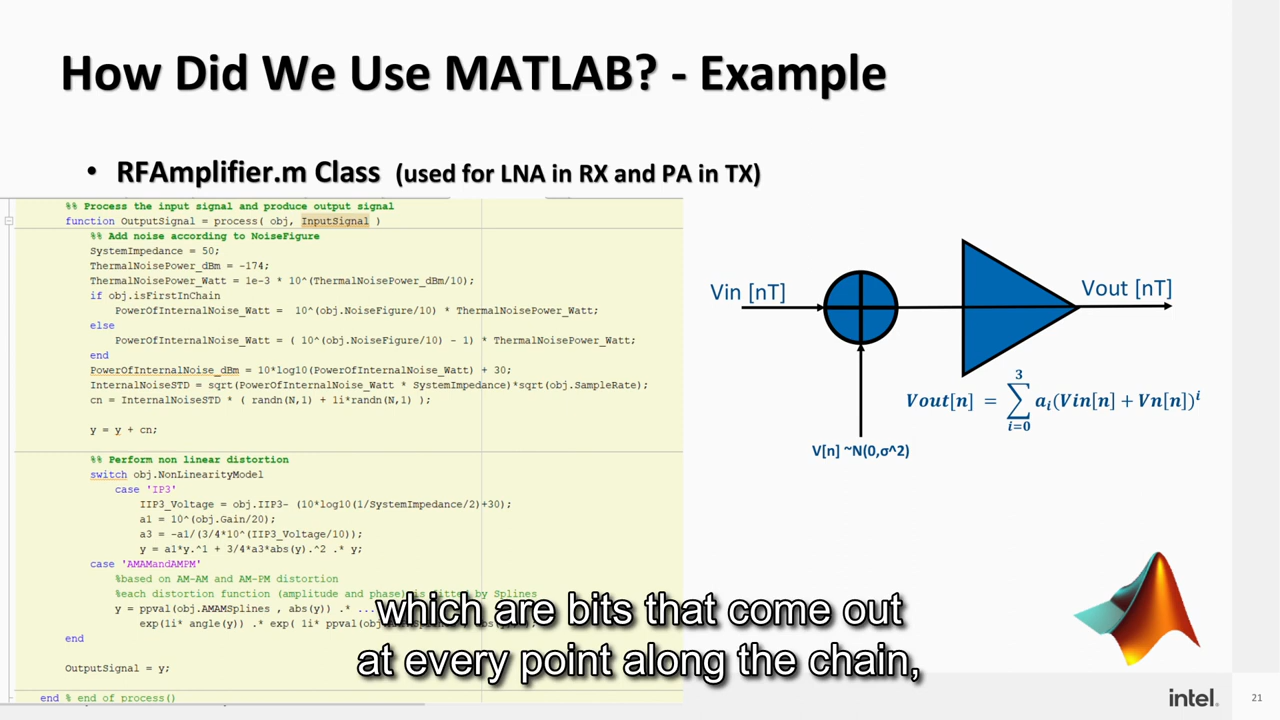 How Did We Use MATLAB? - Example
• RFAmplifier.m Class (used for LNA in RX and PA in TX)
%% Process the input signal and produce output signal
function OutputSignal = process( obj, InputSignal )
%% Add noise according to NoiseFigure
SystemImpedance = 50;
ThermalNoisePower_dBm = -174;
ThermalNoisePower_Watt = 1e-3 * 10^(ThermalNoisePower_dBm/10);
if obj.isFirstInChain
PowerOfInternalNoise_Watt = 10^(obj.NoiseFigure/10) * ThermalNoisePower_Watt;
else
PowerOfInternalNoise_Watt = ( 10^(obj.NoiseFigure/10) - 1) * ThermalNoisePower_Watt;
end
PowerOfInternalNoise_dBm = 10*log10(PowerOfInternalNoise_Watt) + 30;
InternalNoiseSTD = sqrt(PowerOfInternalNoise_Watt * SystemImpedance)*sqrt(obj.SampleRate);
cn = InternalNoiseSTD * ( randn(N,1) + 1i*randn(N,1) );
y = y + cn;
%% Perform non linear distortion
switch obj.NonLinearityModel
case 'IP3'
IIP3_Voltage = obj.IIP3- (10*log10(1/SystemImpedance/2)+30);
a1 = 10^(obj.Gain/20);
a3 = -a1/(3/4*10^(IIP3_Voltage/10));
y = a1*y.^1 + 3/4*a3*abs(y).^2 .* y;
case 'AMAMandAMPM'
%based on AM-AM and AM-PM distortion
%each distortion function (amplitude and phase) is fitted by Splines
y = ppval(obj.AMAMSplines , abs(y)) .* ...
exp(1i* angle(y)) .* exp( 1i* ppval(obj
end
OutputSignal = y;
end % end of process()
Vin [nT]
Vout [nT]
V[n] ~N(0,σ^2)
Vout[n] = ∑_{i=0}^{3} a_i(Vin[n] + Vn[n])^i
which are bits that come out
at every point along the chain,
intel.
21